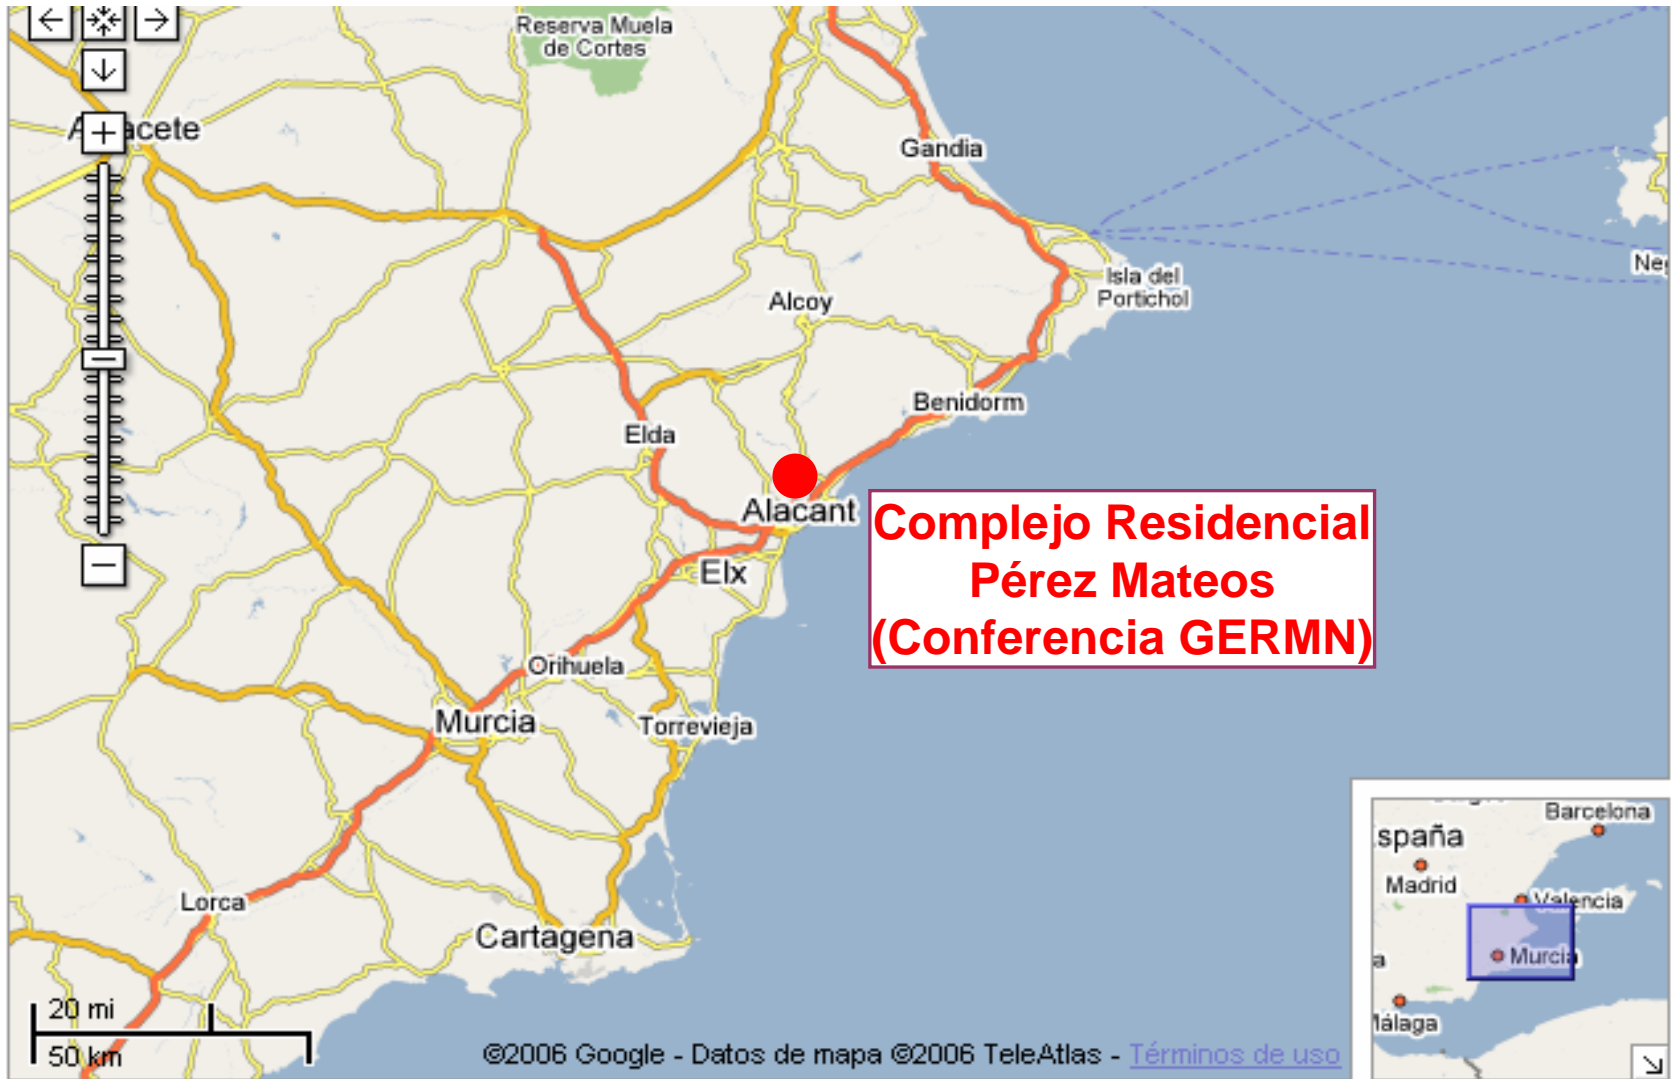 Reserva Muela
de Cortes
Gandia
Isla del
Portichol
Alcoy
Benidorm
Elda
Alacant
Complejo Residencial
Pérez Mateos
(Conferencia GERMN)
Elx
Orihuela
Murcia
Torrevieja
Lorca
Cartagena
20 mi
50 km
©2006 Google - Datos de mapa ©2006 TeleAtlas - Términos de uso
Barcelona
spaña
Madrid
Valencia
Murcia
álaga